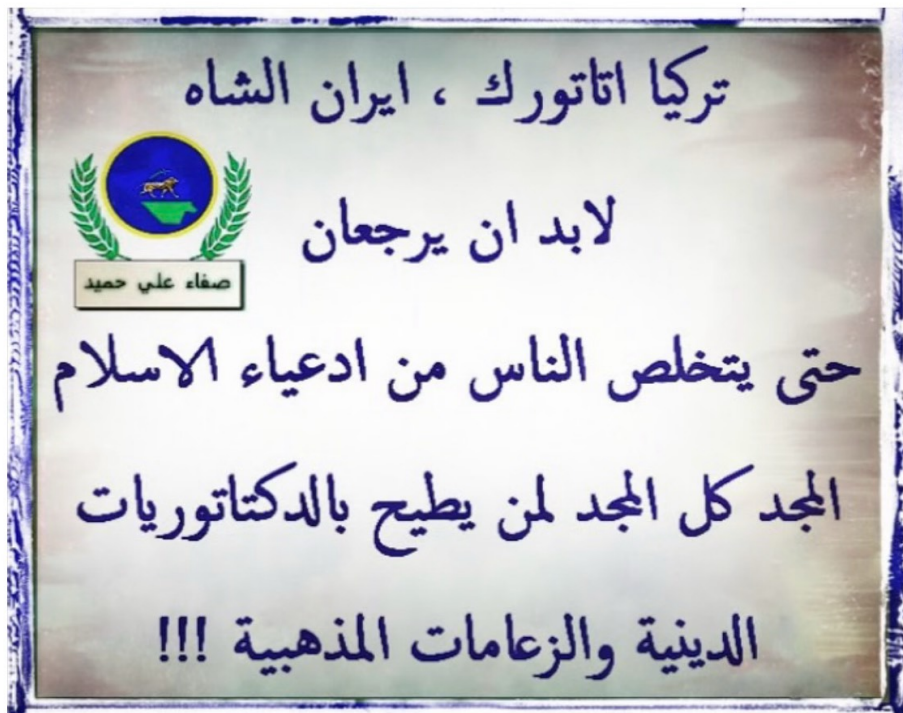 تركيا اتاتورك ، ايران الشاه
لابد ان يرجعان
صفاء علي حميد
حتى يتخلص الناس من ادعياء الاسلام
المجد كل المجد لمن يطيح بالدكتاتوريات
الدينية والزعامات المذهبية !!!